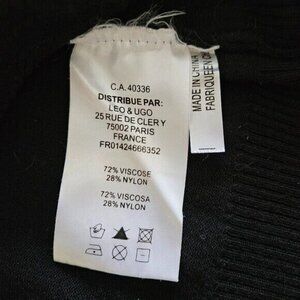 C.A. 40336
DISTRIBUE PAR:
LEO & UGO
25 RUE DE CLERY
75002 PARIS
FRANCE
FR01424666352
72% VISCOSE
28% NYLON
72% VISCOSA
28% NYLON
MADE IN CHINA
FABRIQUE EN